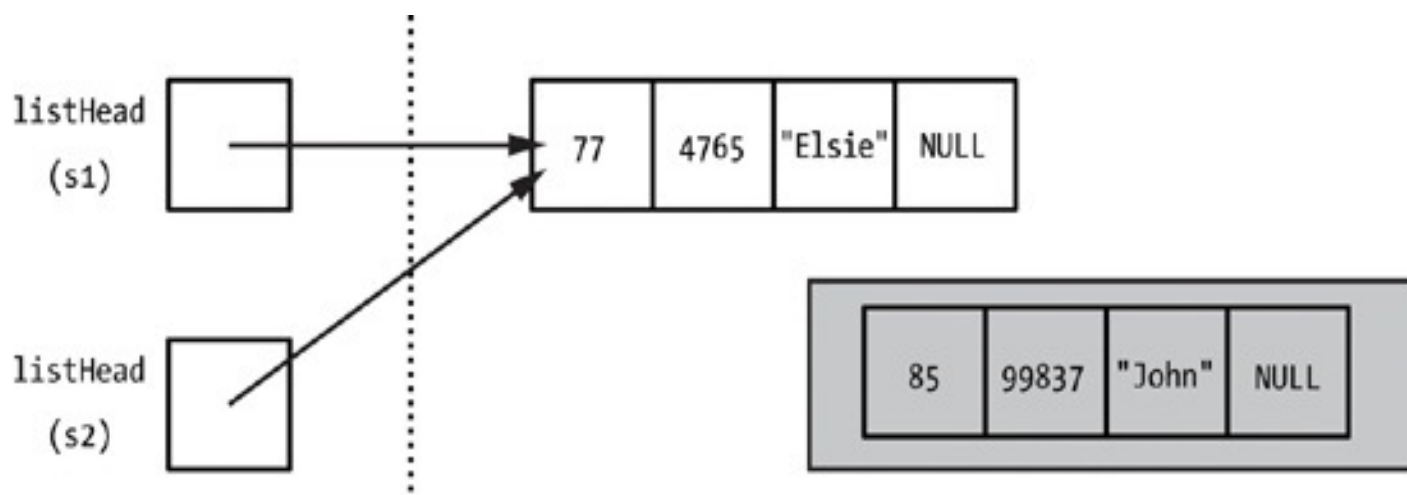 listHead
(s1)
77 4765 "Elsie" NULL
listHead
(s2)
85 99837 "John" NULL